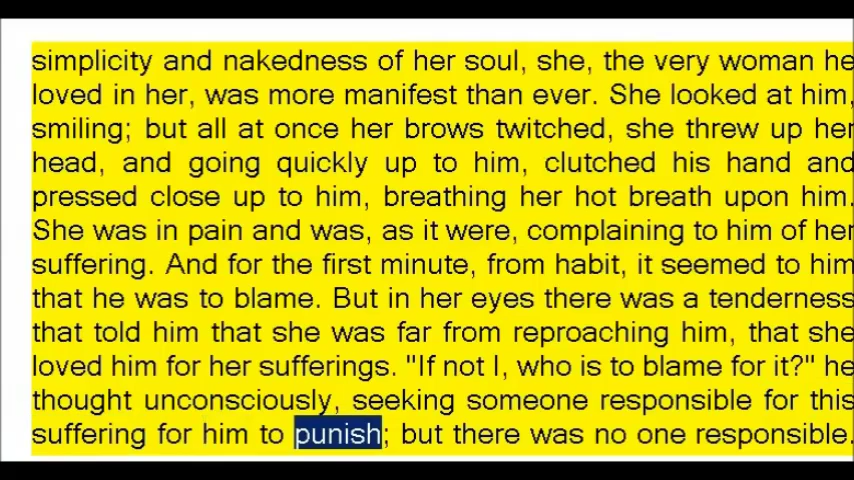 simplicity and nakedness of her soul, she, the very woman he
loved in her, was more manifest than ever. She looked at him,
smiling; but all at once her brows twitched, she threw up her
head, and going quickly up to him, clutched his hand and
pressed close up to him, breathing her hot breath upon him.
She was in pain and was, as it were, complaining to him of her
suffering. And for the first minute, from habit, it seemed to him
that he was to blame. But in her eyes there was a tenderness
that told him that she was far from reproaching him, that she
loved him for her sufferings. "If not I, who is to blame for it?" he
thought unconsciously, seeking someone responsible for this
suffering for him to punish; but there was no one responsible.